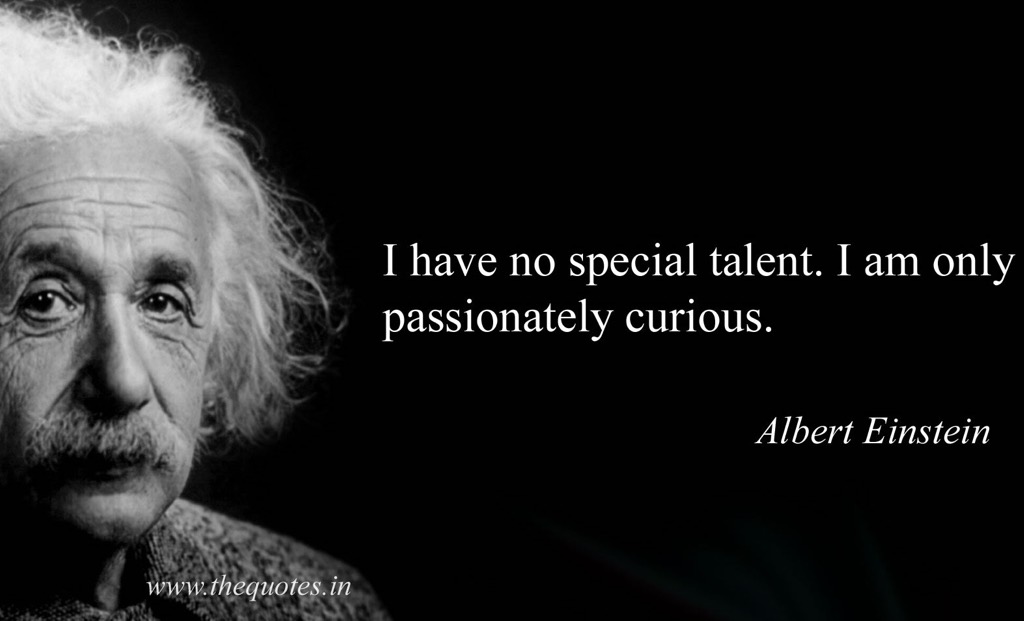 I have no special talent. I am only
passionately curious.
Albert Einstein
www.thequotes.in